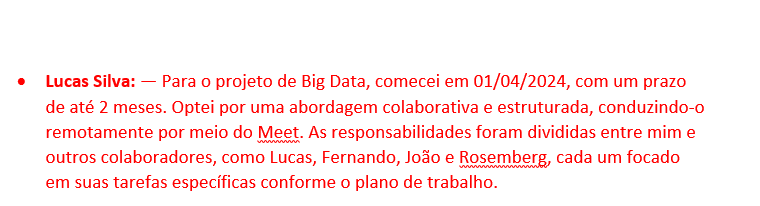 • Lucas Silva: — Para o projeto de Big Data, comecei em 01/04/2024, com um prazo
de até 2 meses. Optei por uma abordagem colaborativa e estruturada, conduzindo-o
remotamente por meio do Meet. As responsabilidades foram divididas entre mim e
outros colaboradores, como Lucas, Fernando, João e Rosemberg, cada um focado
em suas tarefas específicas conforme o plano de trabalho.